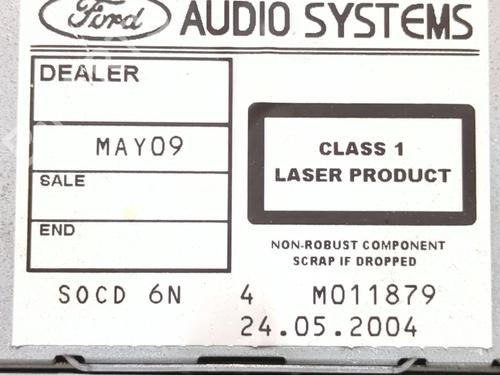 Ford AUDIO SYSTEMS
DEALER
MAY09
SALE
END
CLASS 1
LASER PRODUCT
NON-ROBUST COMPONENT
SCRAP IF DROPPED
SOCD 6N 4 M011879
24.05.2004